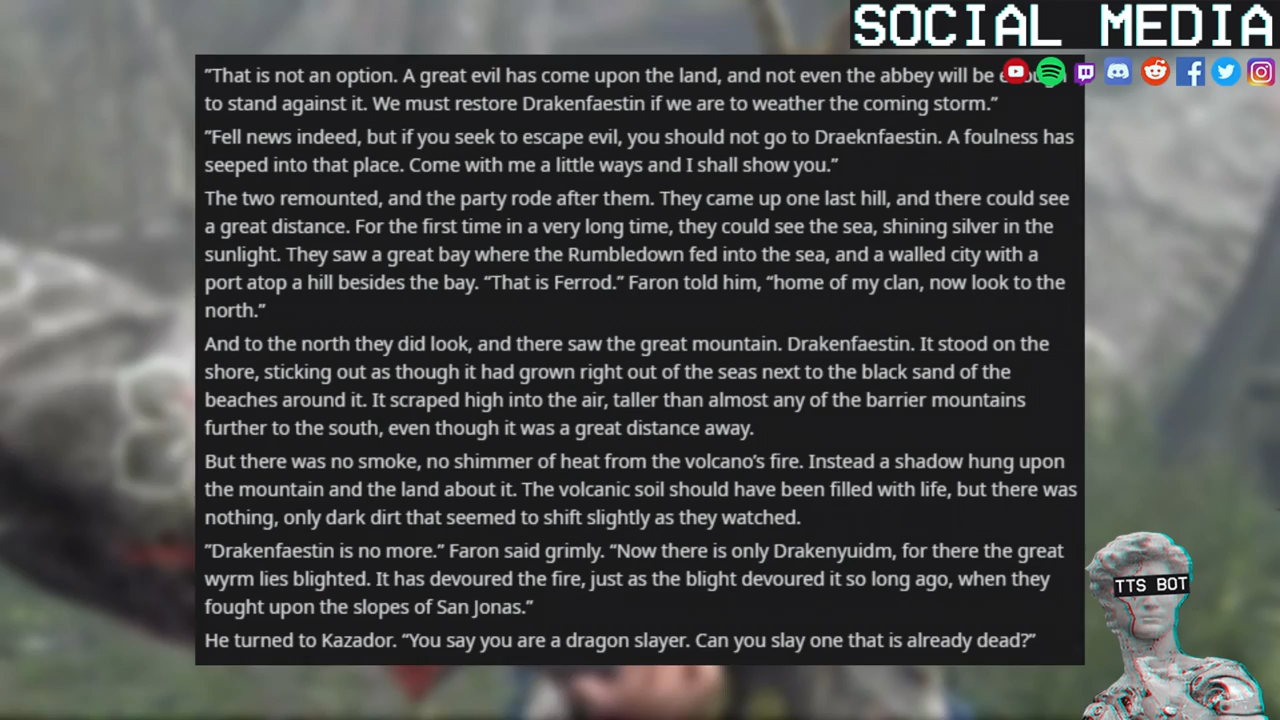 SOCIAL MEDIA
"That is not an option. A great evil has come upon the land, and not even the abbey will be
to stand against it. We must restore Drakenfaestin if we are to weather the coming storm."
"Fell news indeed, but if you seek to escape evil, you should not go to Draeknfaestin. A foulness has
seeped into that place. Come with me a little ways and I shall show you."
The two remounted, and the party rode after them. They came up one last hill, and there could see
a great distance. For the first time in a very long time, they could see the sea, shining silver in the
sunlight. They saw a great bay where the Rumbledown fed into the sea, and a walled city with a
port atop a hill besides the bay. "That is Ferrod." Faron told him, "home of my clan, now look to the
north."
And to the north they did look, and there saw the great mountain. Drakenfaestin. It stood on the
shore, sticking out as though it had grown right out of the seas next to the black sand of the
beaches around it. It scraped high into the air, taller than almost any of the barrier mountains
further to the south, even though it was a great distance away.
But there was no smoke, no shimmer of heat from the volcano's fire. Instead a shadow hung upon
the mountain and the land about it. The volcanic soil should have been filled with life, but there was
nothing, only dark dirt that seemed to shift slightly as they watched.
"Drakenfaestin is no more." Faron said grimly. "Now there is only Drakenyuidm, for there the great
wyrm lies blighted. It has devoured the fire, just as the blight devoured it so long ago, when they
fought upon the slopes of San Jonas."
He turned to Kazador. "You say you are a dragon slayer. Can you slay one that is already dead?"
TTS BOT